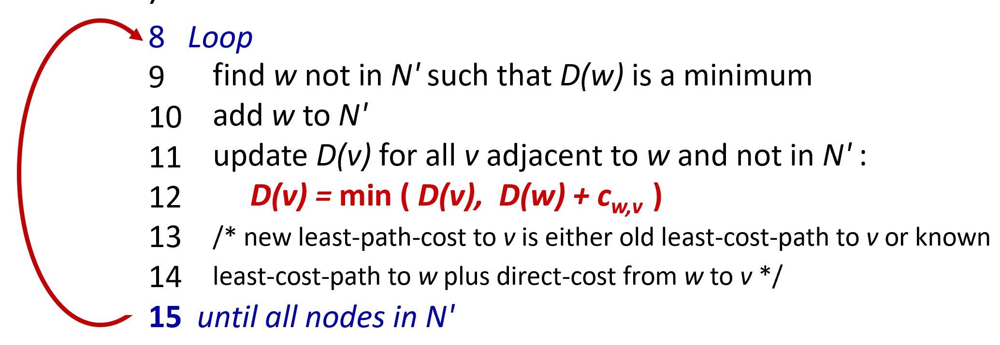 8 Loop
9 find w not in N' such that D(w) is a minimum
10 add w to N'
11 update D(v) for all v adjacent to w and not in N' :
12 D(v) = min ( D(v), D(w) + c_{w,v} )
13 /* new least-path-cost to v is either old least-cost-path to v or known
14 least-cost-path to w plus direct-cost from w to v */
15 until all nodes in N'